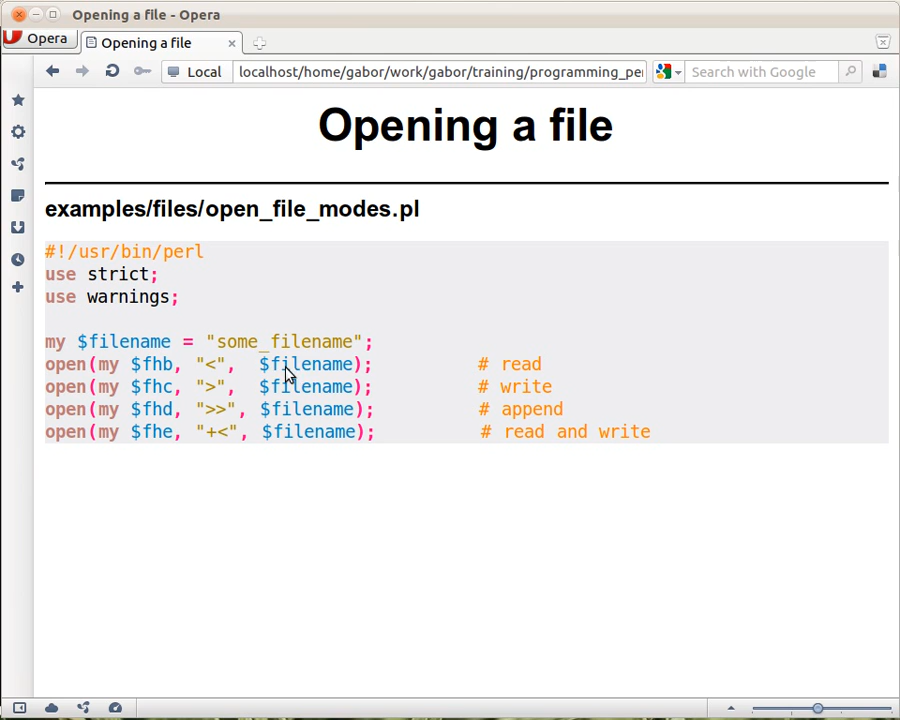 Opening a file - Opera
Opera
Opening a file
Local
localhost/home/gabor/work/gabor/training/programming_pe
Search with Google
Opening a file
examples/files/open_file_modes.pl
#!/usr/bin/perl
use strict;
use warnings;
my $filename = "some_filename";
open(my $fhb, "<",  $filename);          # read
open(my $fhc, ">",  $filename);          # write
open(my $fhd, ">>", $filename);          # append
open(my $fhe, "+<", $filename);          # read and write